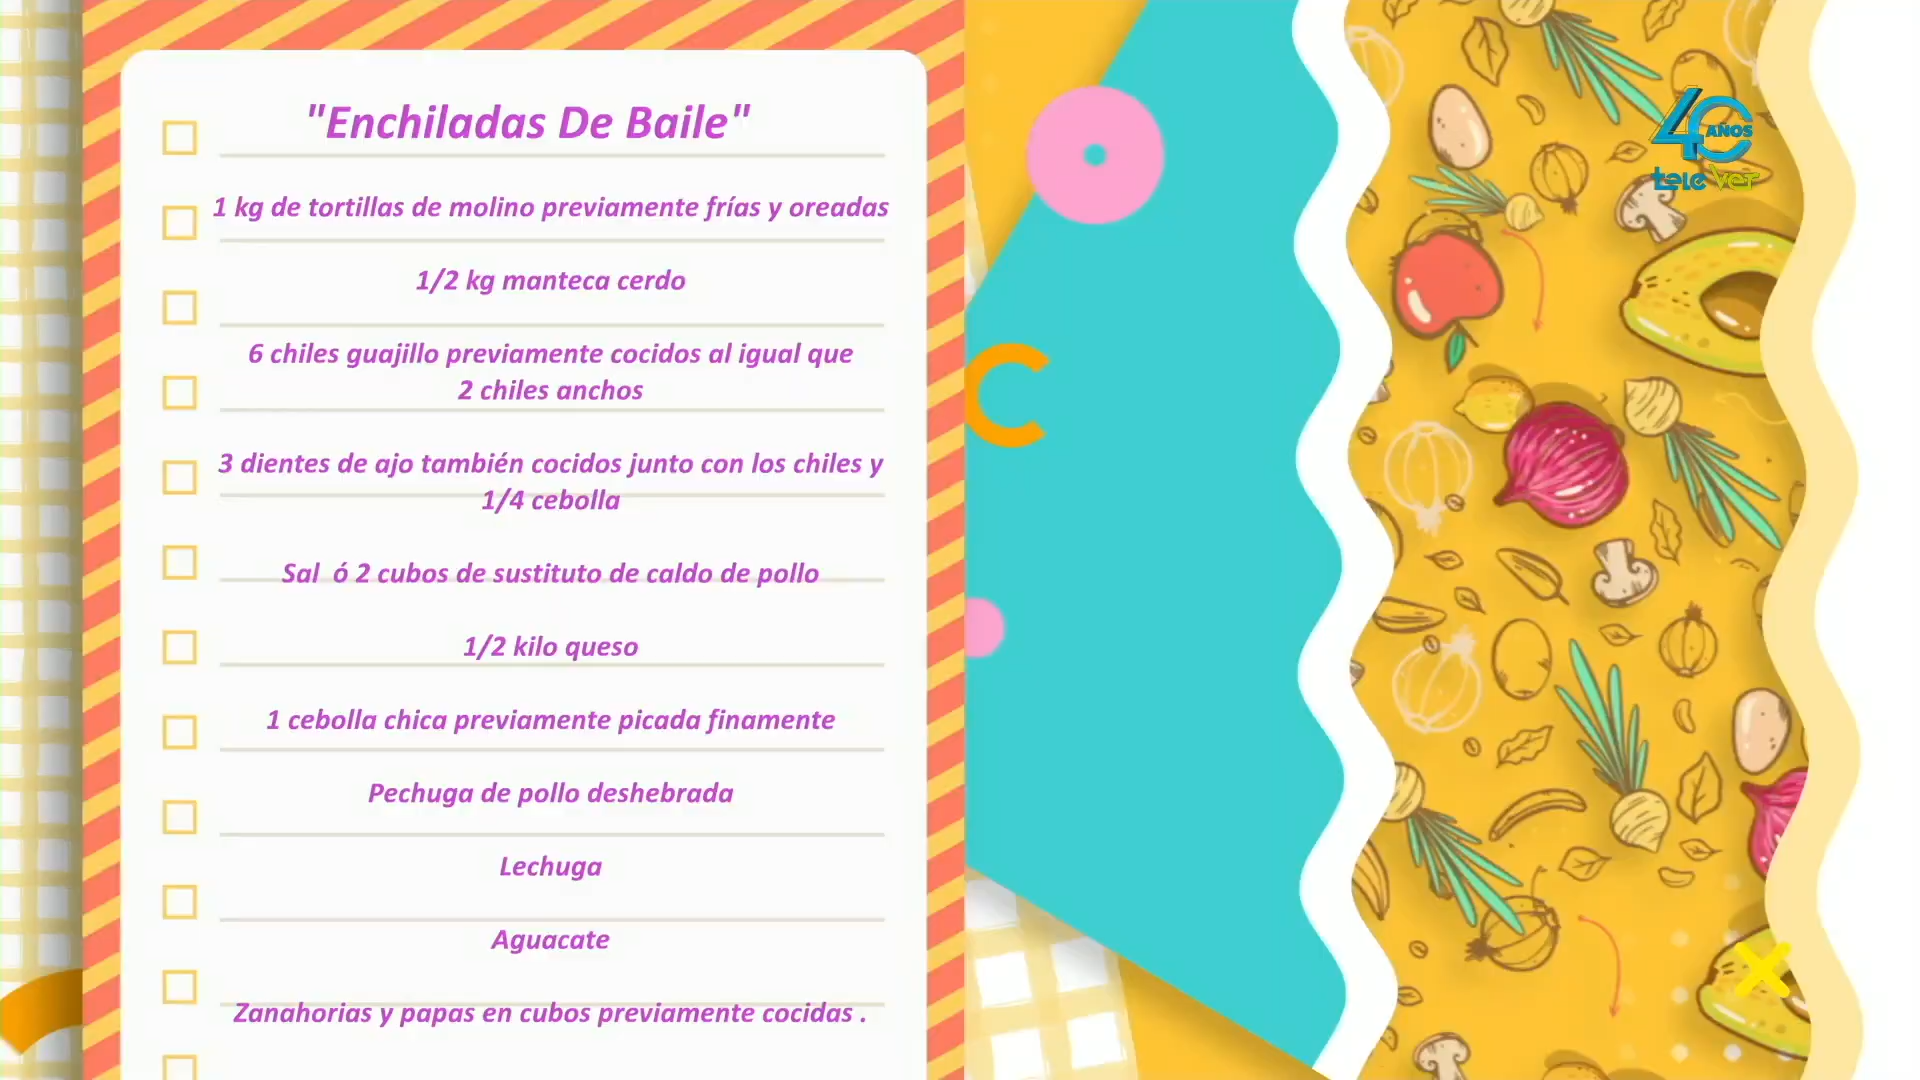 "Enchiladas De Baile"
1 kg de tortillas de molino previamente frías y oreadas
1/2 kg manteca cerdo
6 chiles guajillo previamente cocidos al igual que
2 chiles anchos
3 dientes de ajo también cocidos junto con los chiles y
1/4 cebolla
Sal ó 2 cubos de sustituto de caldo de pollo
1/2 kilo queso
1 cebolla chica previamente picada finamente
Pechuga de pollo deshebrada
Lechuga
Aguacate
Zanahorias y papas en cubos previamente cocidas .
40 AÑOS
teleVer